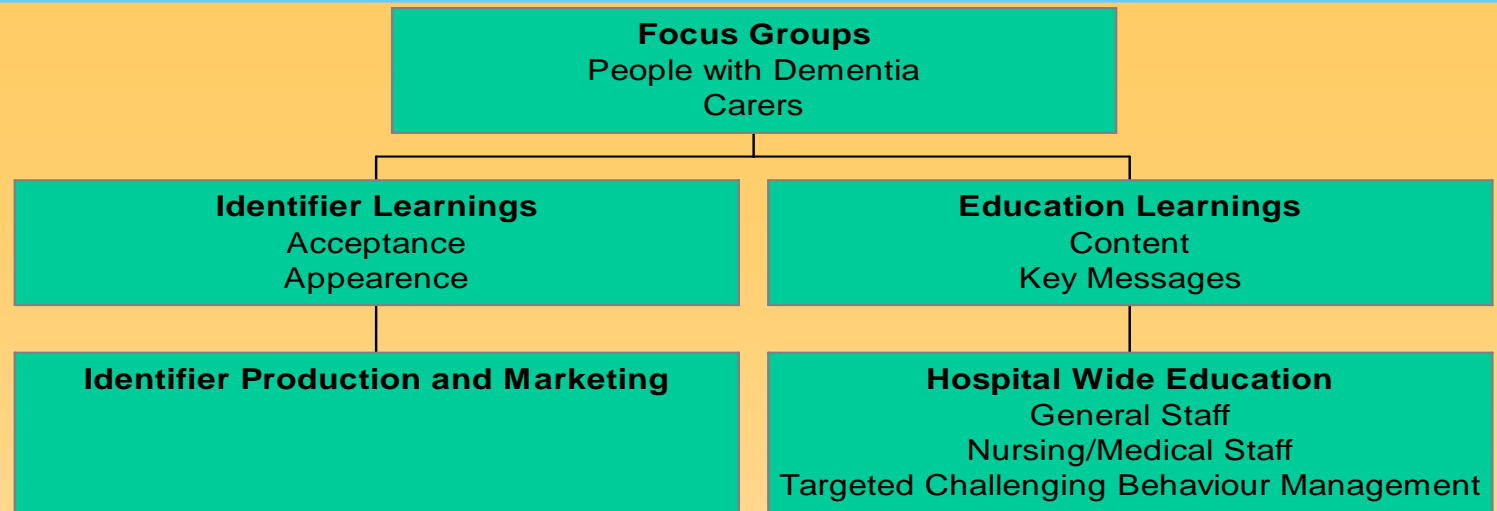 Focus Groups
People with Dementia
Carers
Identifier Learnings
Acceptance
Appearence
Education Learnings
Content
Key Messages
Identifier Production and Marketing
Hospital Wide Education
General Staff
Nursing/Medical Staff
Targeted Challenging Behaviour Management